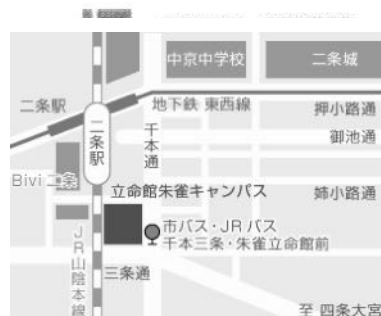 中京中学校
二条城
二条駅
地下鉄 東西線
押小路通
御池通
二条駅
千本通
Bivi 二条
立命館朱雀キャンパス
姉小路通
市バス・JRバス
千本三条・朱雀立命館前
JR山陰本線
三条通
至 四条大宮